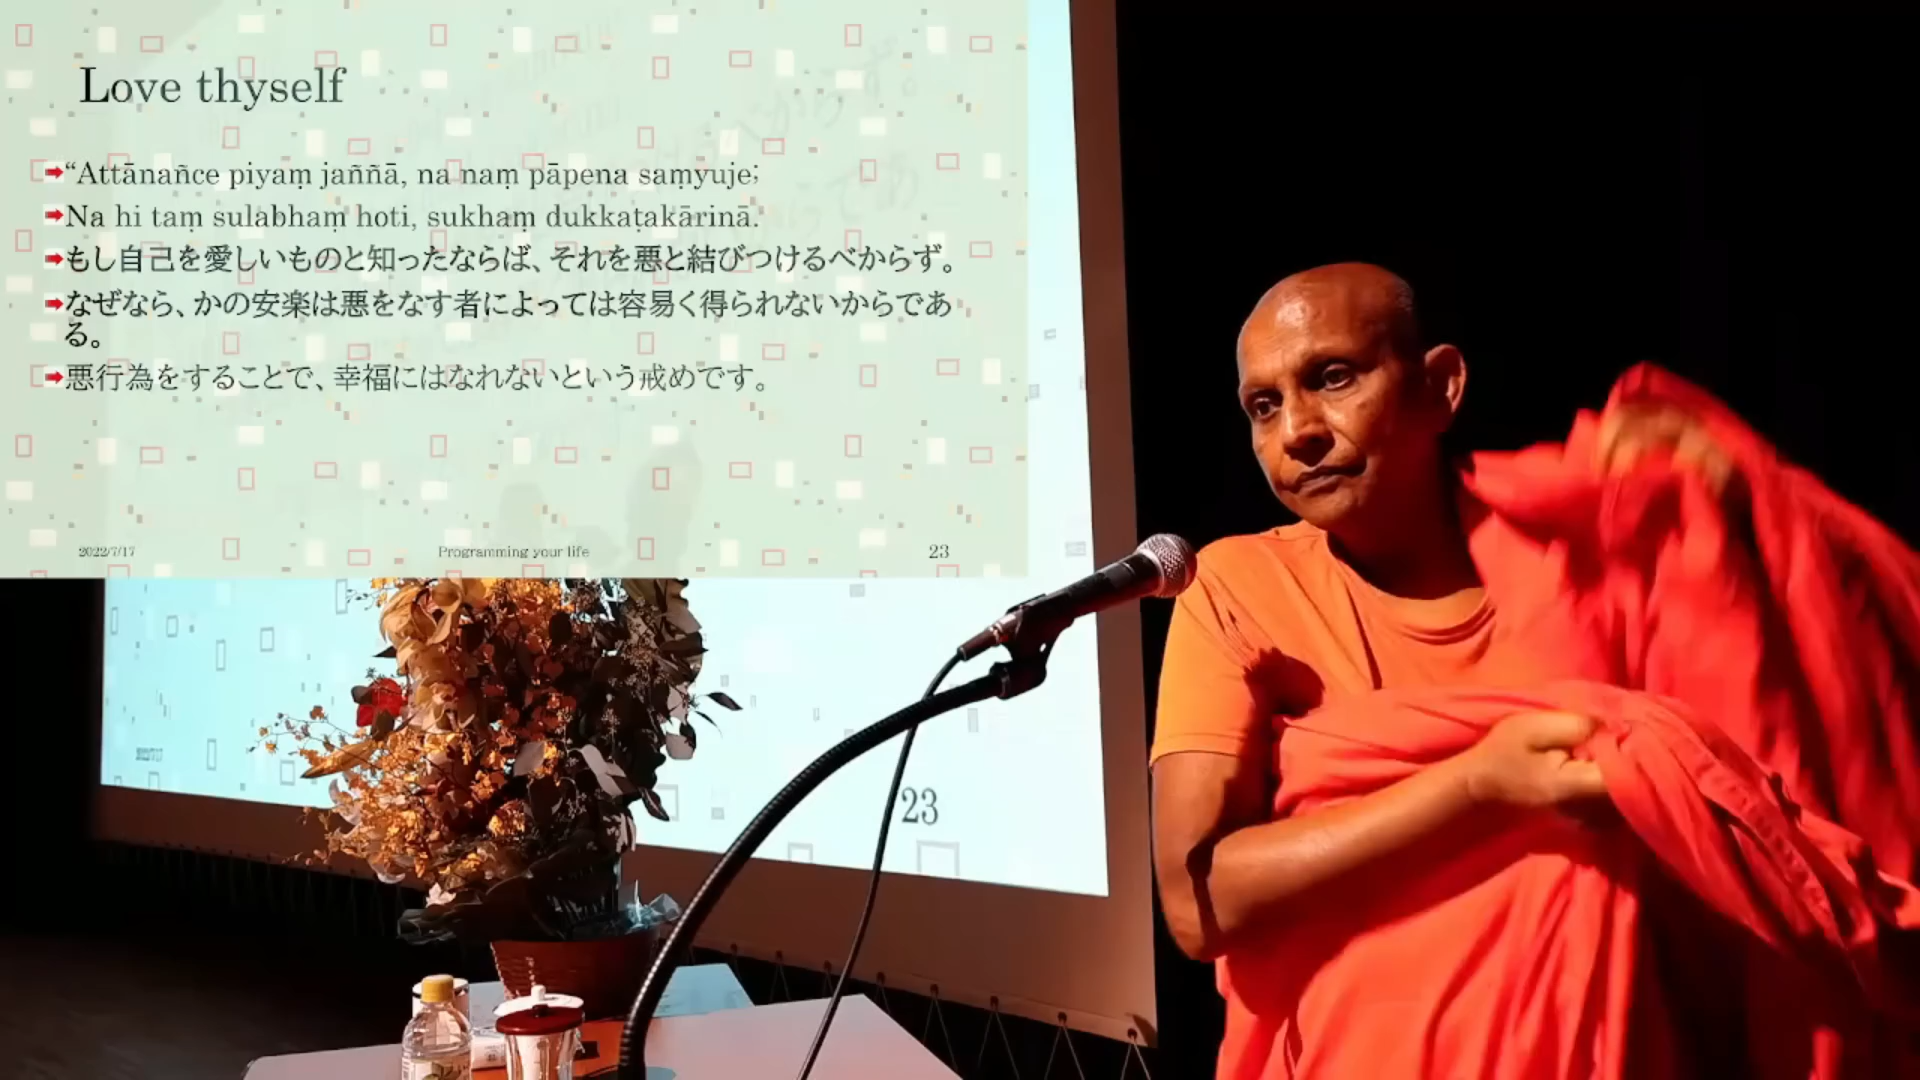 Love thyself
“Attānañce piyaṃ jaññā, na naṃ pāpena saṃyuje;
Na hi taṃ sulabhaṃ hoti, sukhaṃ dukkaṭakārinā.
もし自己を愛しいものと知ったならば、それを悪と結びつけるべからず。
なぜなら、かの安楽は悪をなす者によっては容易く得られないからであ
る。
悪行為をすることで、幸福にはなれないという戒めです。
2022/7/17 Programming your life 23
2022/7/17
23